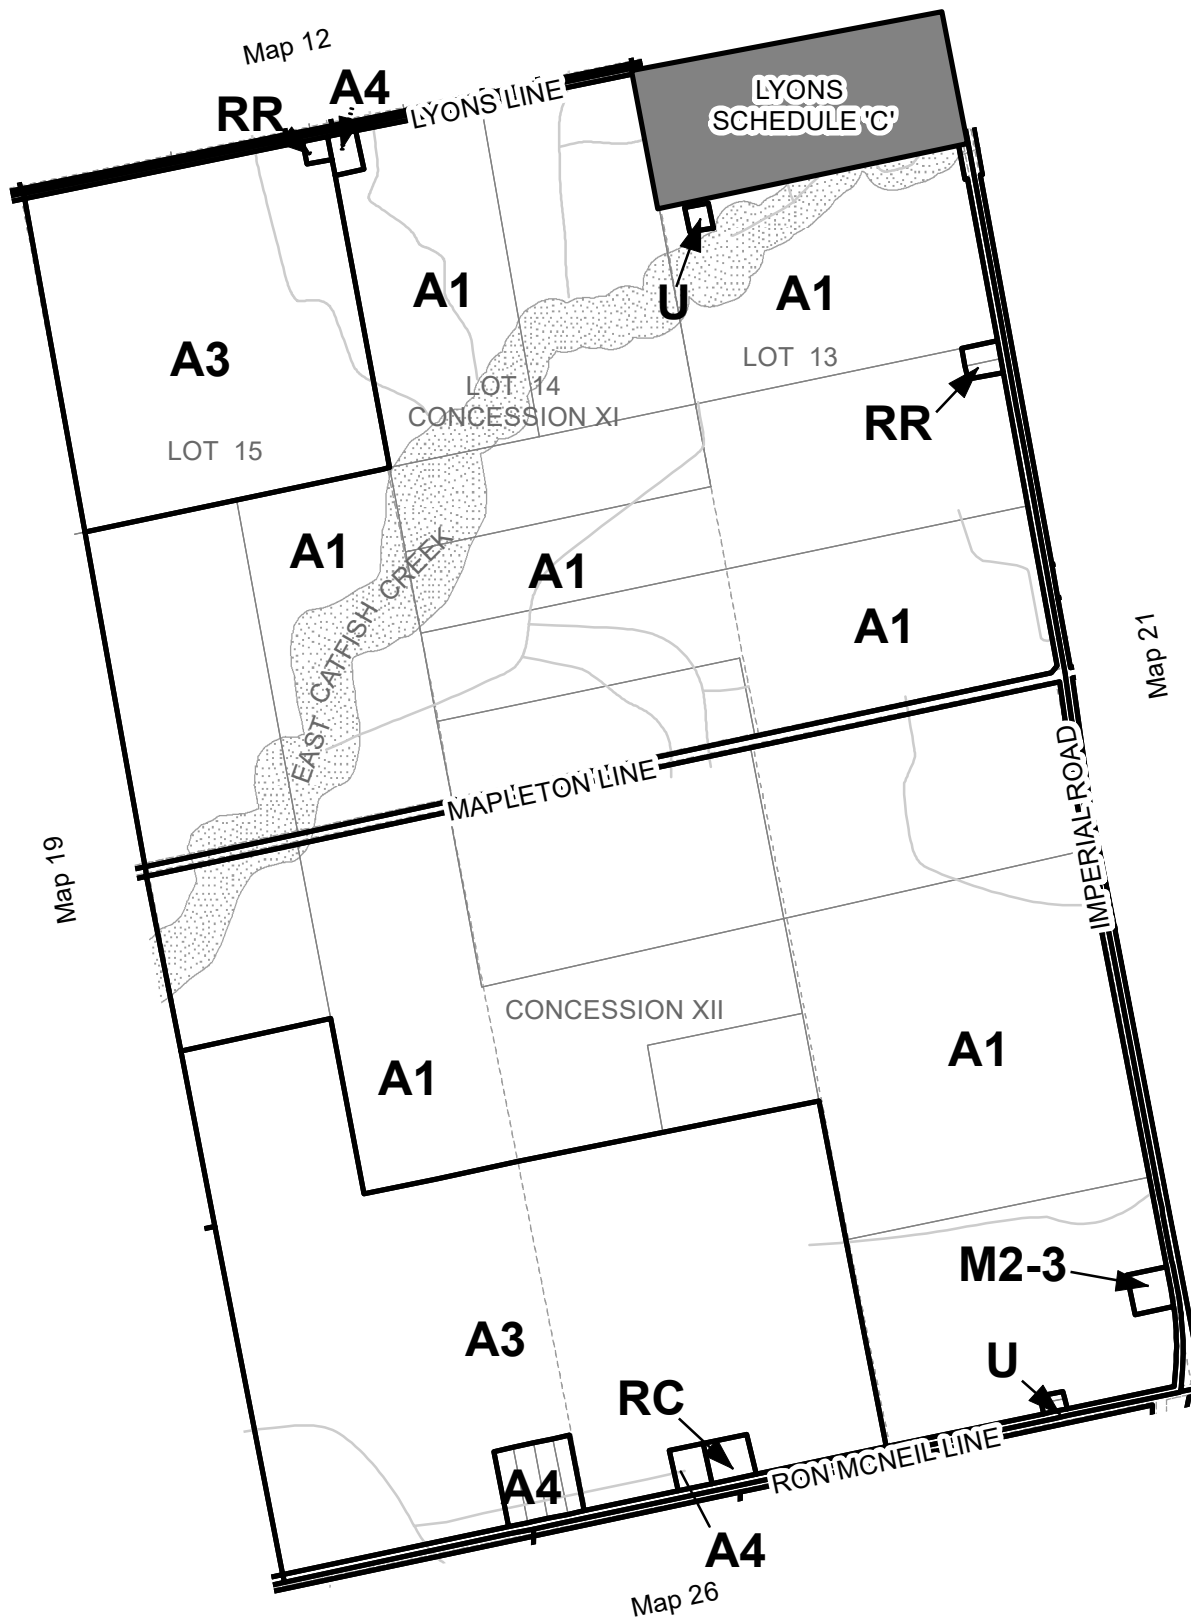 Map 12
A4
RR
LYONS LINE
LYONS
SCHEDULE 'C'
A1
U
A1
A3
LOT  13
LOT  14
CONCESSION XI
RR
LOT  15
A1
A1
EAST CATFISH CREEK
A1
Map 21
MAPLETON LINE
IMPERIAL ROAD
Map 19
CONCESSION XII
A1
A1
M2-3
A3
U
RC
RON MCNEIL LINE
A4
A4
Map 26